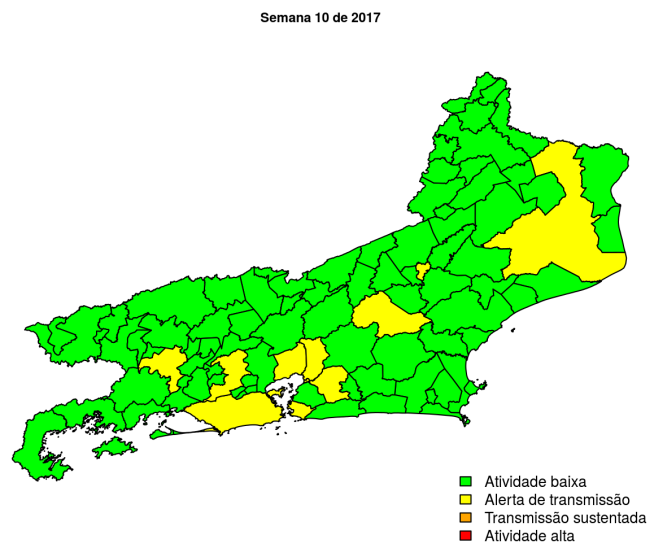 Semana 10 de 2017
Atividade baixa
Alerta de transmissão
Transmissão sustentada
Atividade alta